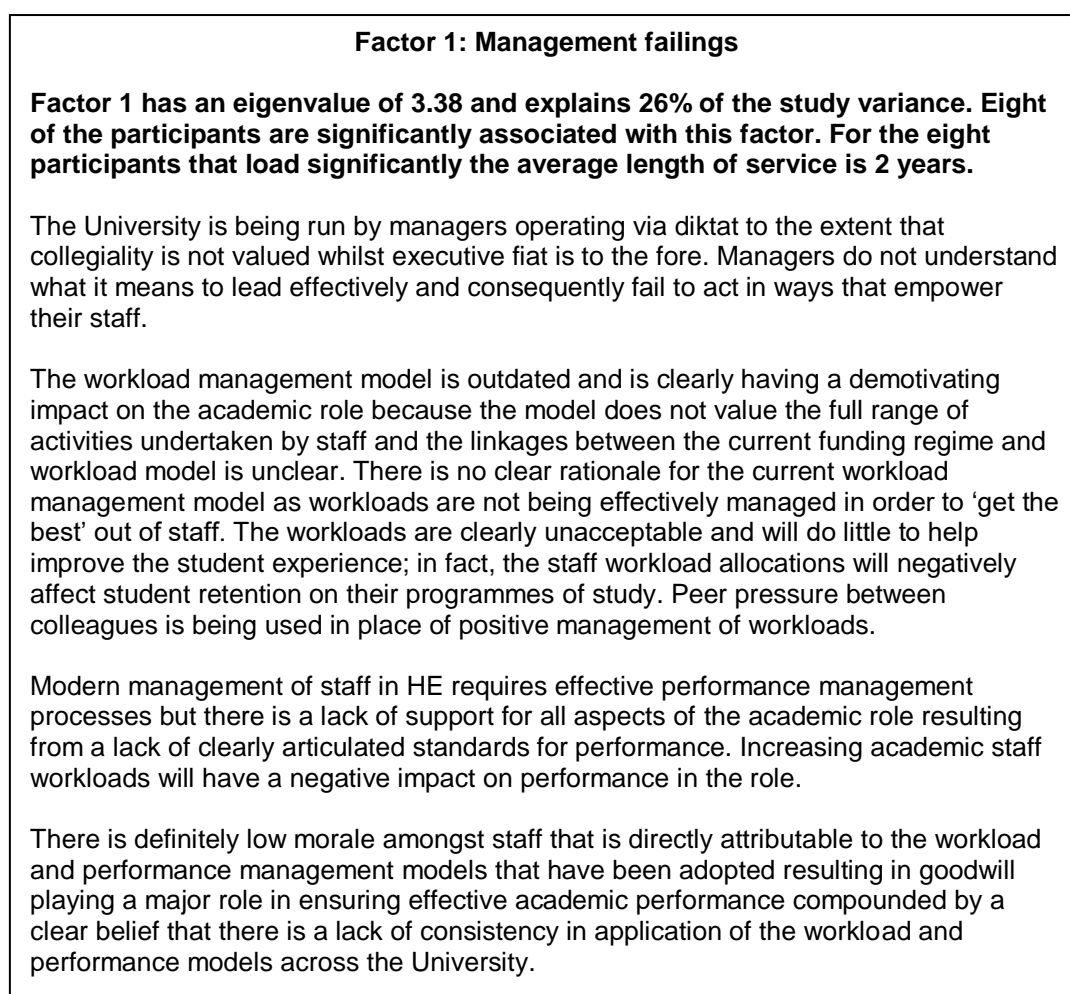 Factor 1: Management failings
Factor 1 has an eigenvalue of 3.38 and explains 26% of the study variance. Eight
of the participants are significantly associated with this factor. For the eight
participants that load significantly the average length of service is 2 years.
The University is being run by managers operating via diktat to the extent that
collegiality is not valued whilst executive fiat is to the fore. Managers do not understand
what it means to lead effectively and consequently fail to act in ways that empower
their staff.
The workload management model is outdated and is clearly having a demotivating
impact on the academic role because the model does not value the full range of
activities undertaken by staff and the linkages between the current funding regime and
workload model is unclear. There is no clear rationale for the current workload
management model as workloads are not being effectively managed in order to ‘get the
best’ out of staff. The workloads are clearly unacceptable and will do little to help
improve the student experience; in fact, the staff workload allocations will negatively
affect student retention on their programmes of study. Peer pressure between
colleagues is being used in place of positive management of workloads.
Modern management of staff in HE requires effective performance management
processes but there is a lack of support for all aspects of the academic role resulting
from a lack of clearly articulated standards for performance. Increasing academic staff
workloads will have a negative impact on performance in the role.
There is definitely low morale amongst staff that is directly attributable to the workload
and performance management models that have been adopted resulting in goodwill
playing a major role in ensuring effective academic performance compounded by a
clear belief that there is a lack of consistency in application of the workload and
performance models across the University.